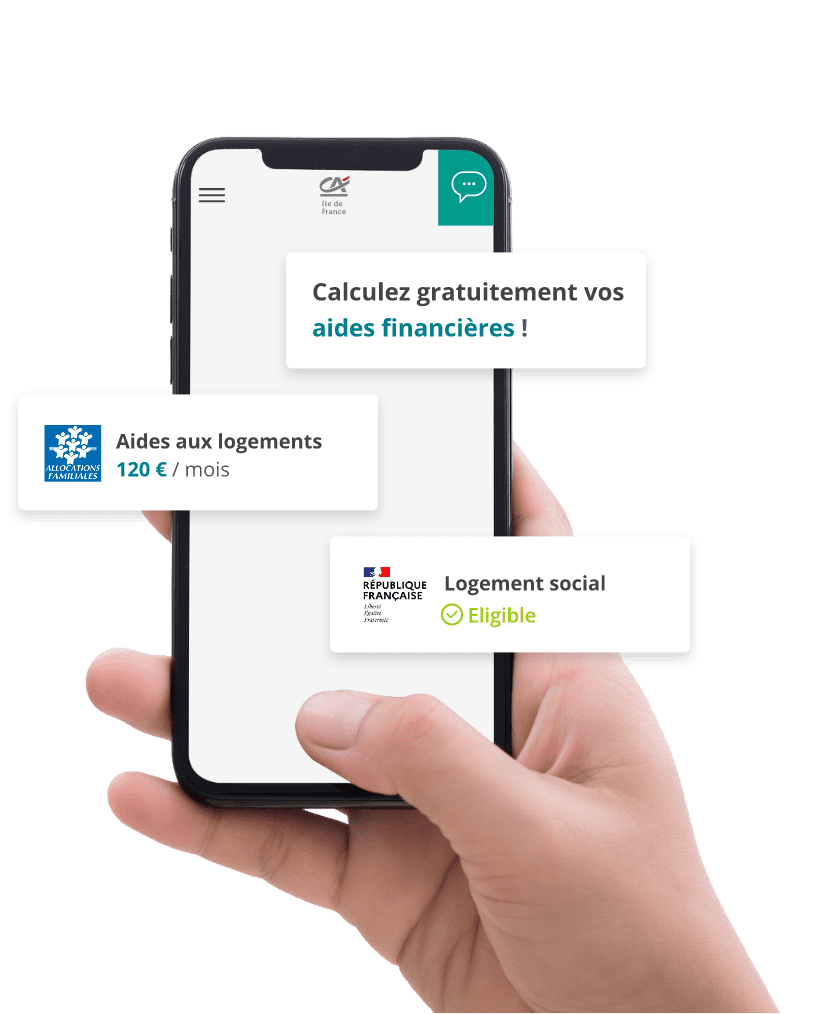 CA
Île de
France
Calculez gratuitement vos
aides financières !
ALLOCATIONS
FAMILIALES
Aides aux logements
120 € / mois
RÉPUBLIQUE
FRANÇAISE
Liberté
Égalité
Fraternité
Logement social
Eligible